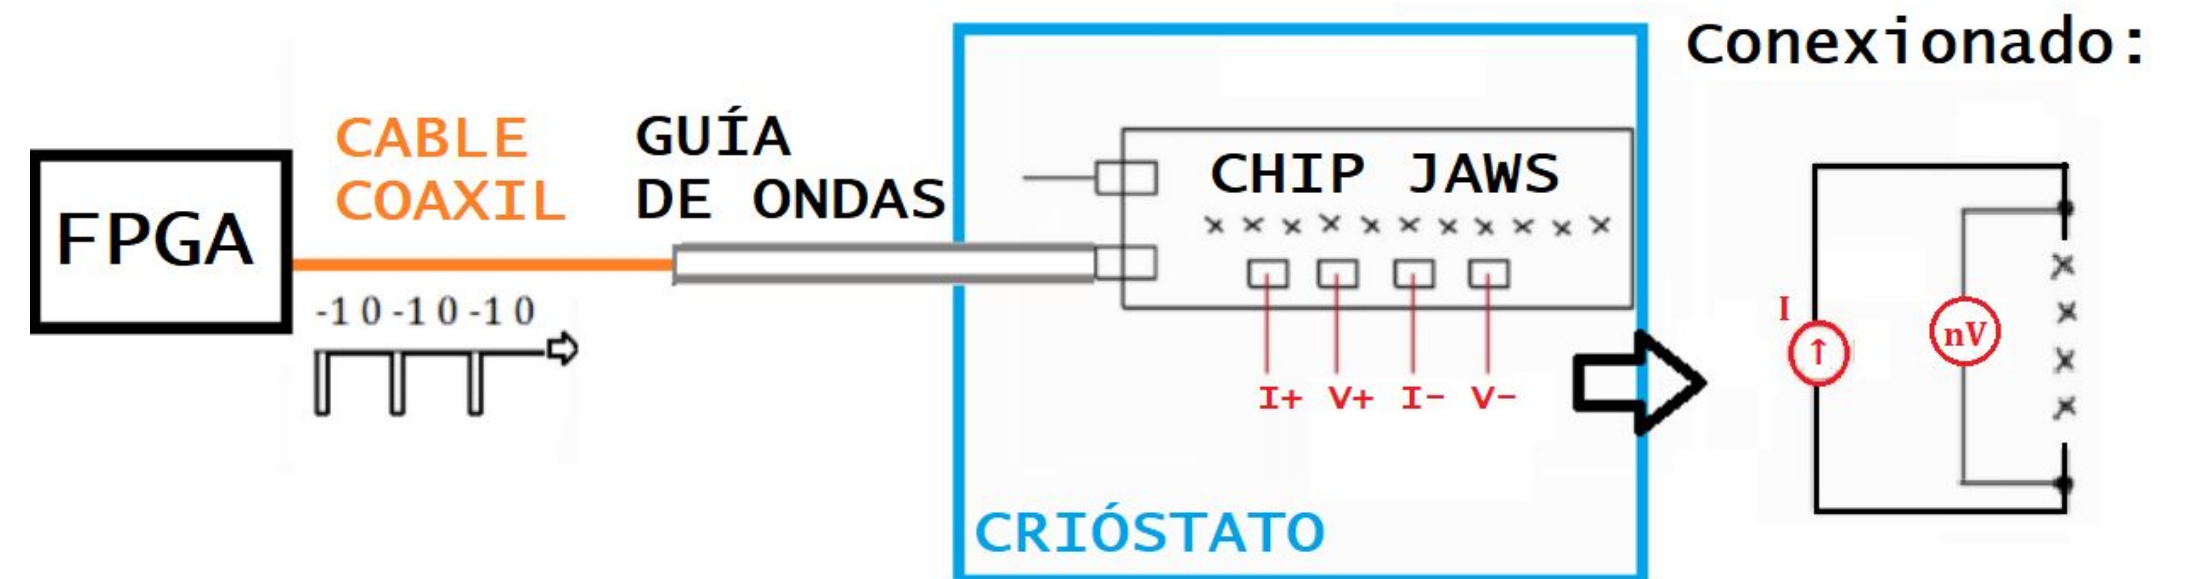 Conexionado:
CABLE
COAXIL
GUÍA
DE ONDAS
FPGA
CHIP JAWS
-1 0 -1 0 -1 0
I+ V+ I- V-
I
↑
nV
CRIÓSTATO